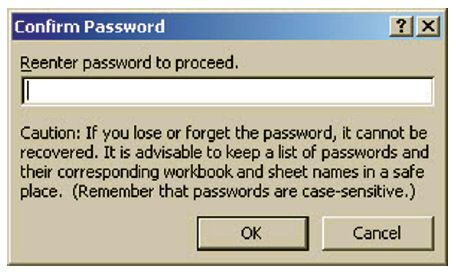 Confirm Password
Reenter password to proceed.
Caution: If you lose or forget the password, it cannot be
recovered. It is advisable to keep a list of passwords and
their corresponding workbook and sheet names in a safe
place.  (Remember that passwords are case-sensitive.)
OK
Cancel